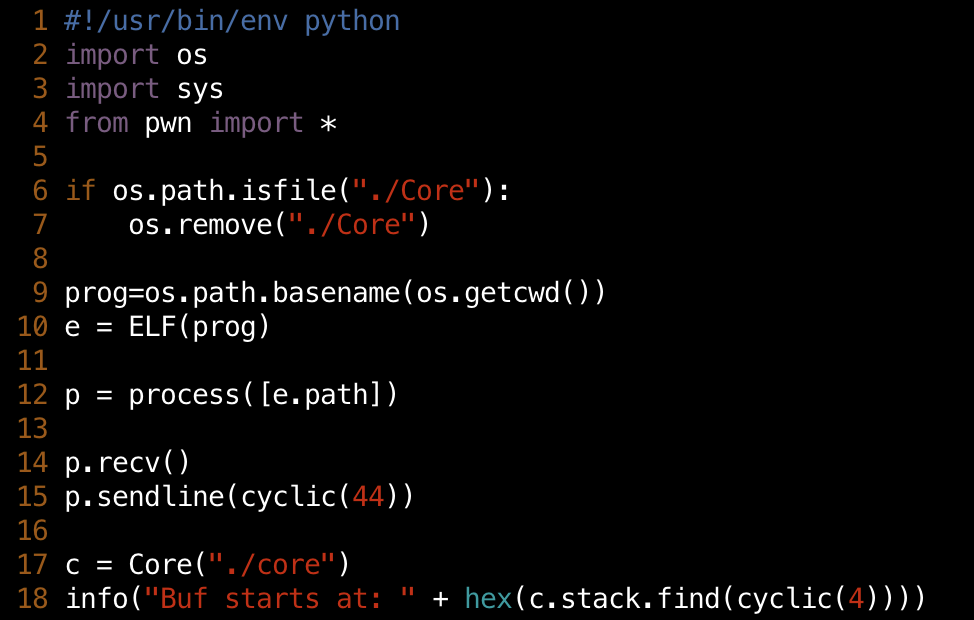 1 #!/usr/bin/env python
2 import os
3 import sys
4 from pwn import *
5
6 if os.path.isfile("./Core"):
7     os.remove("./Core")
8
9 prog=os.path.basename(os.getcwd())
10 e = ELF(prog)
11
12 p = process([e.path])
13
14 p.recv()
15 p.sendline(cyclic(44))
16
17 c = Core("./core")
18 info("Buf starts at: " + hex(c.stack.find(cyclic(4))))